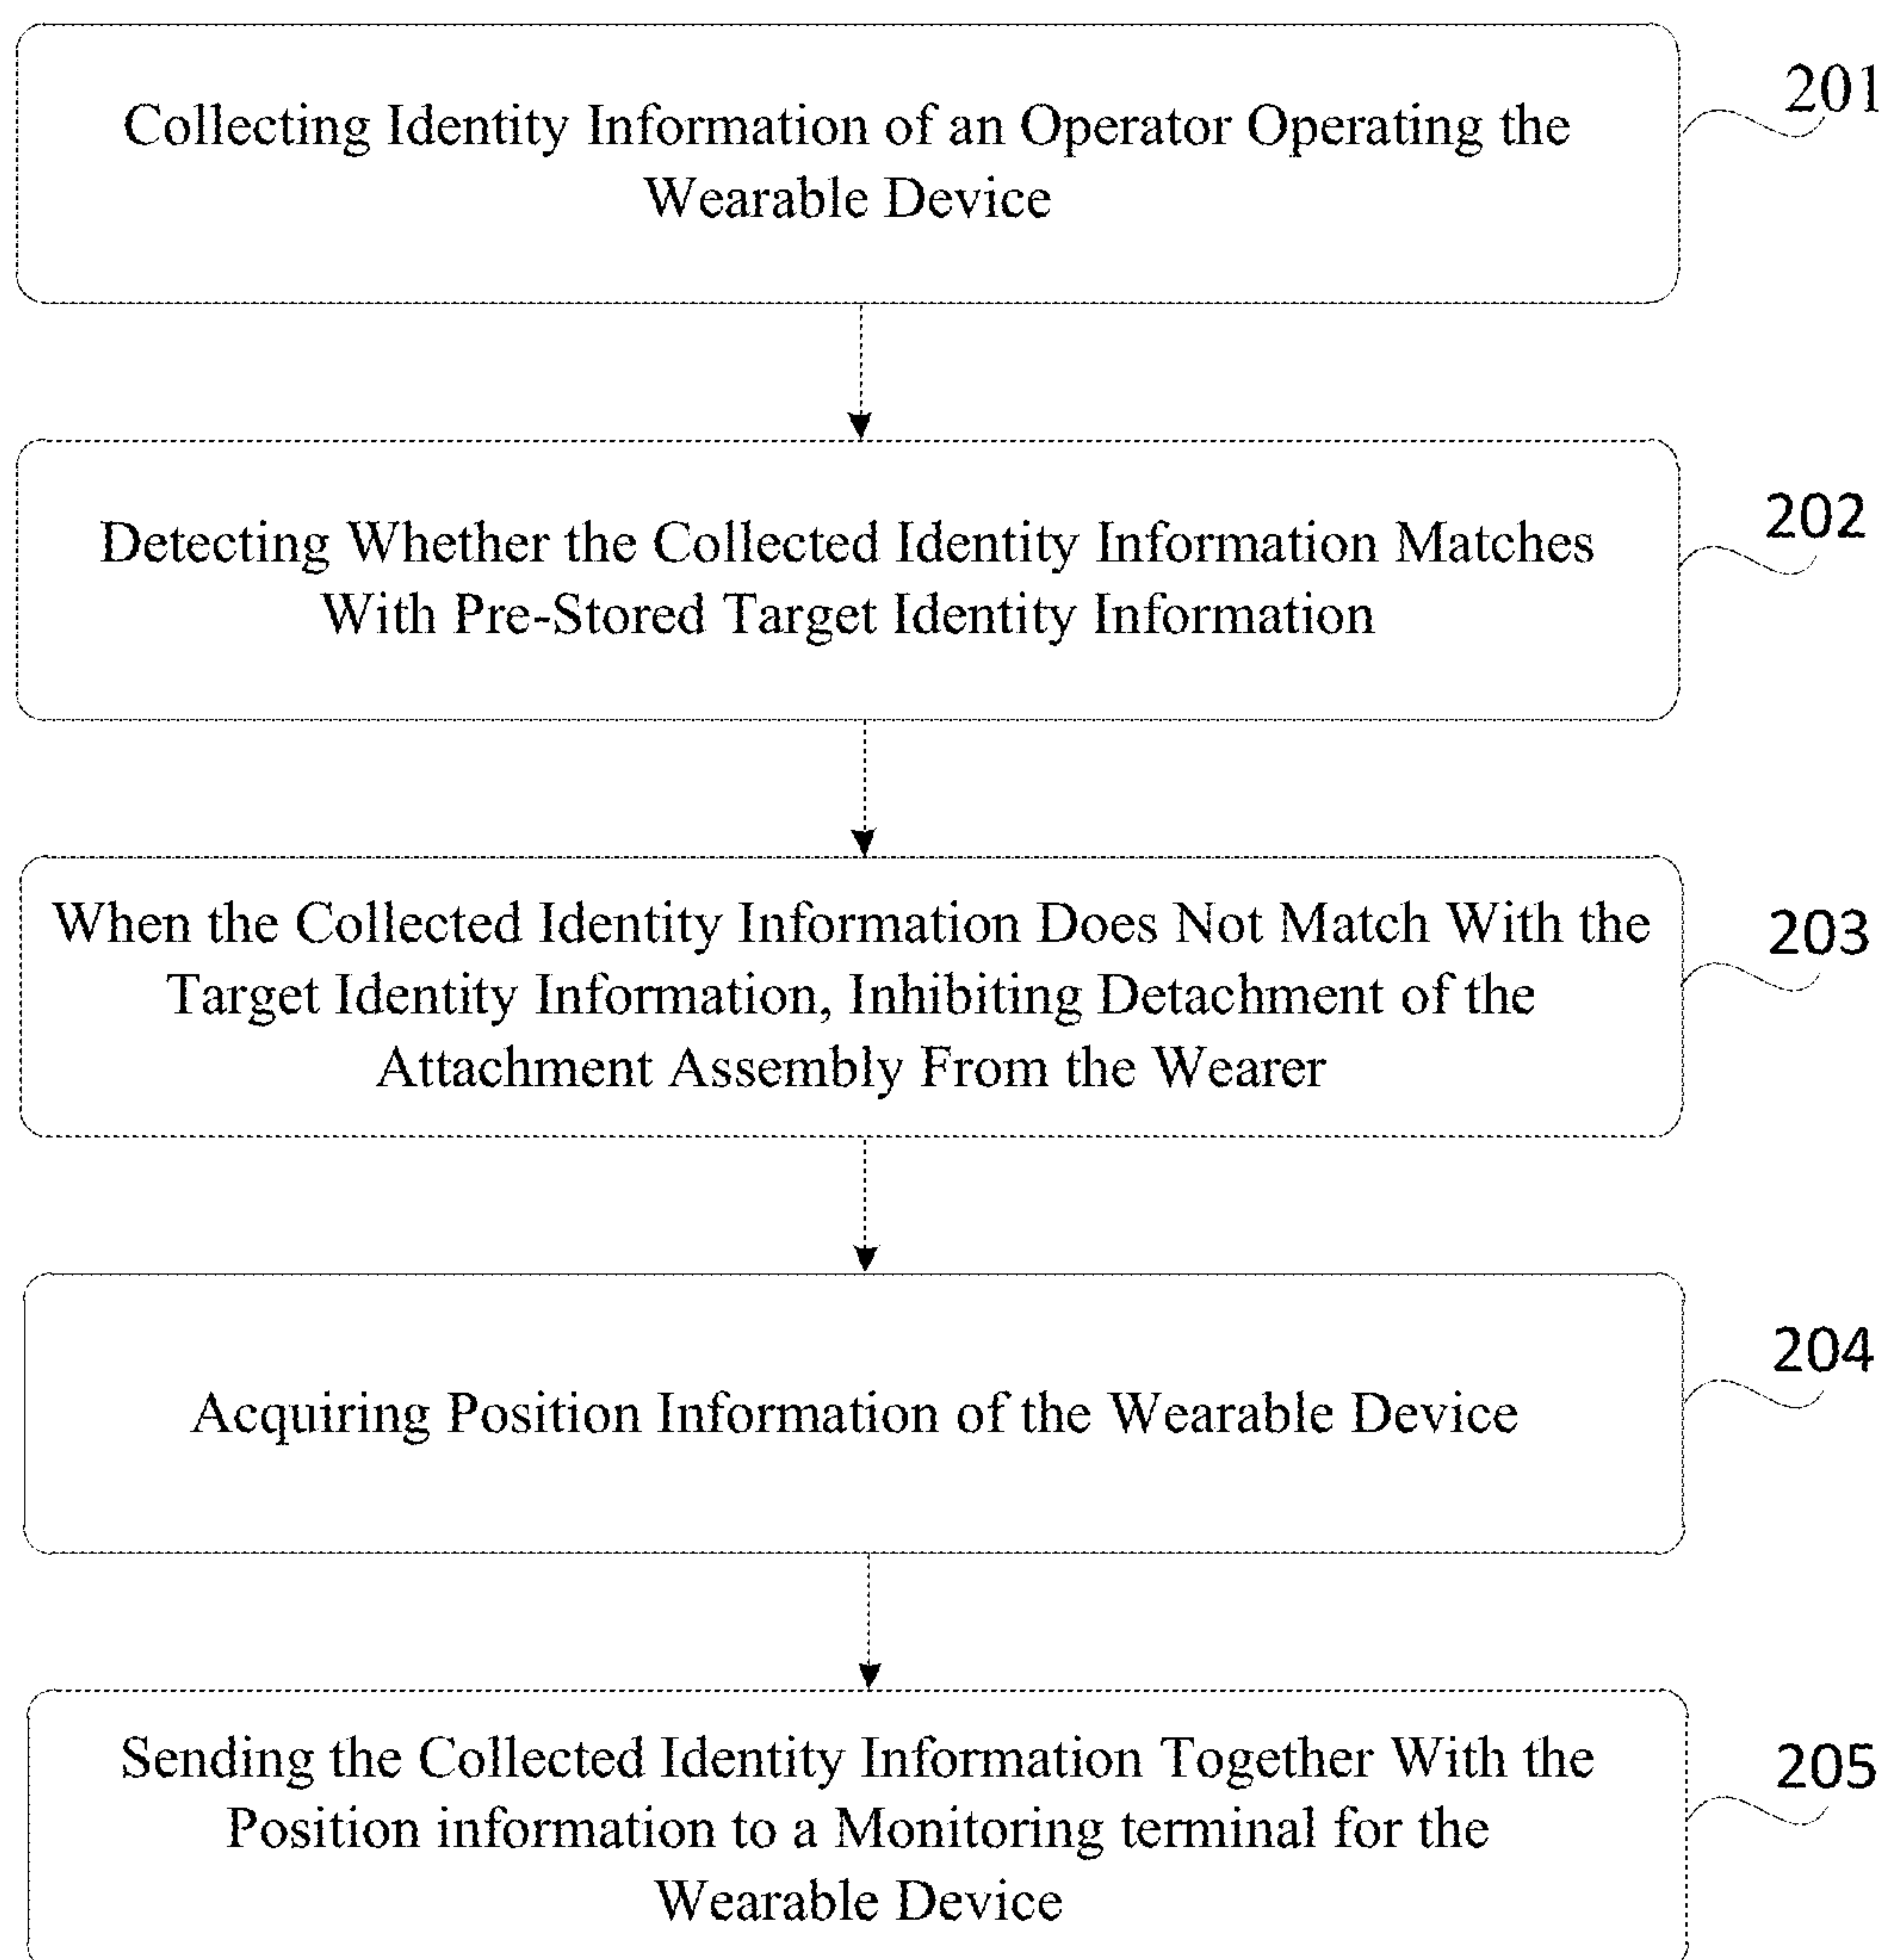 Collecting Identity Information of an Operator Operating the
Wearable Device
201
Detecting Whether the Collected Identity Information Matches
With Pre-Stored Target Identity Information
202
When the Collected Identity Information Does Not Match With the
Target Identity Information, Inhibiting Detachment of the
Attachment Assembly From the Wearer
203
Acquiring Position Information of the Wearable Device
204
Sending the Collected Identity Information Together With the
Position information to a Monitoring terminal for the
Wearable Device
205